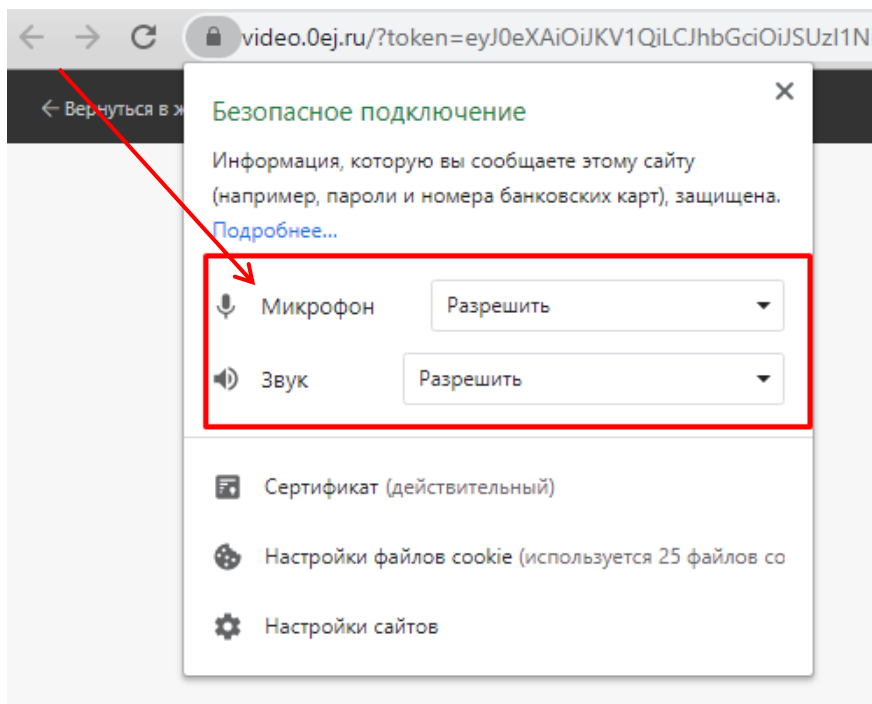 video.0ej.ru/?token=eyJ0eXAiOiJKV1QiLCJhbGciOiJSUzI1N
← Вернуться в ж
Безопасное подключение
Информация, которую вы сообщаете этому сайту
(например, пароли и номера банковских карт), защищена.
Подробнее...
Микрофон Разрешить
Звук Разрешить
Сертификат (действительный)
Настройки файлов cookie (используется 25 файлов co
Настройки сайтов